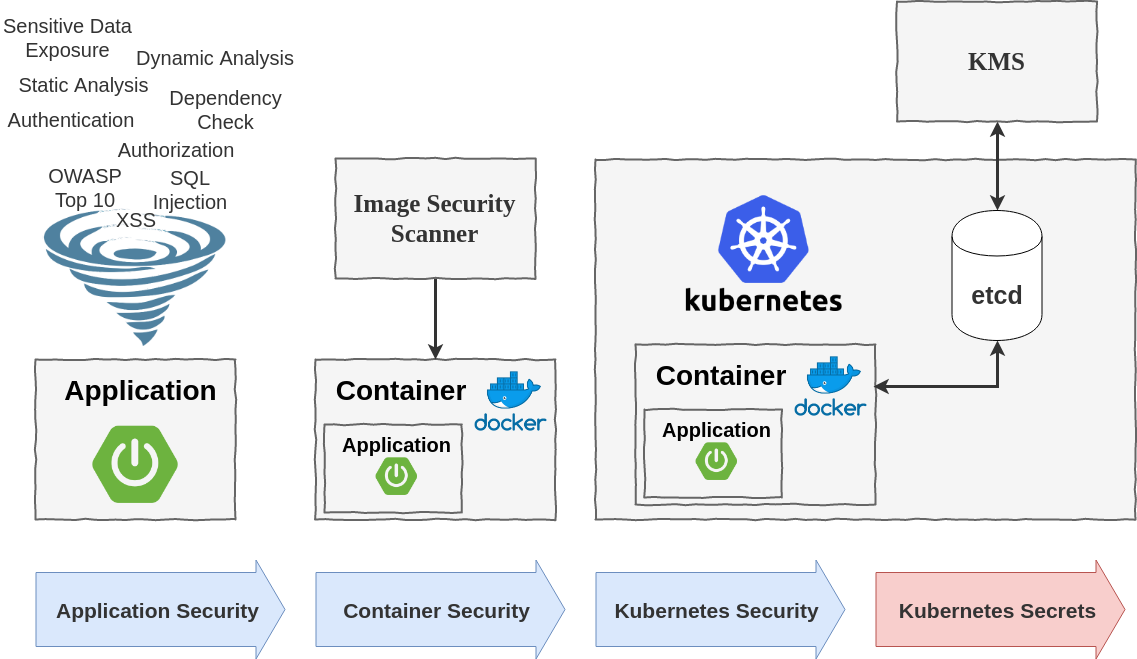 Sensitive Data
Exposure
Dynamic Analysis
Static Analysis
Dependency
Check
Authentication
Authorization
OWASP
Top 10
SQL
Injection
XSS
Application
Image Security
Scanner
Container
docker
Application
KMS
kubernetes
etcd
Container
docker
Application
Application Security
Container Security
Kubernetes Security
Kubernetes Secrets